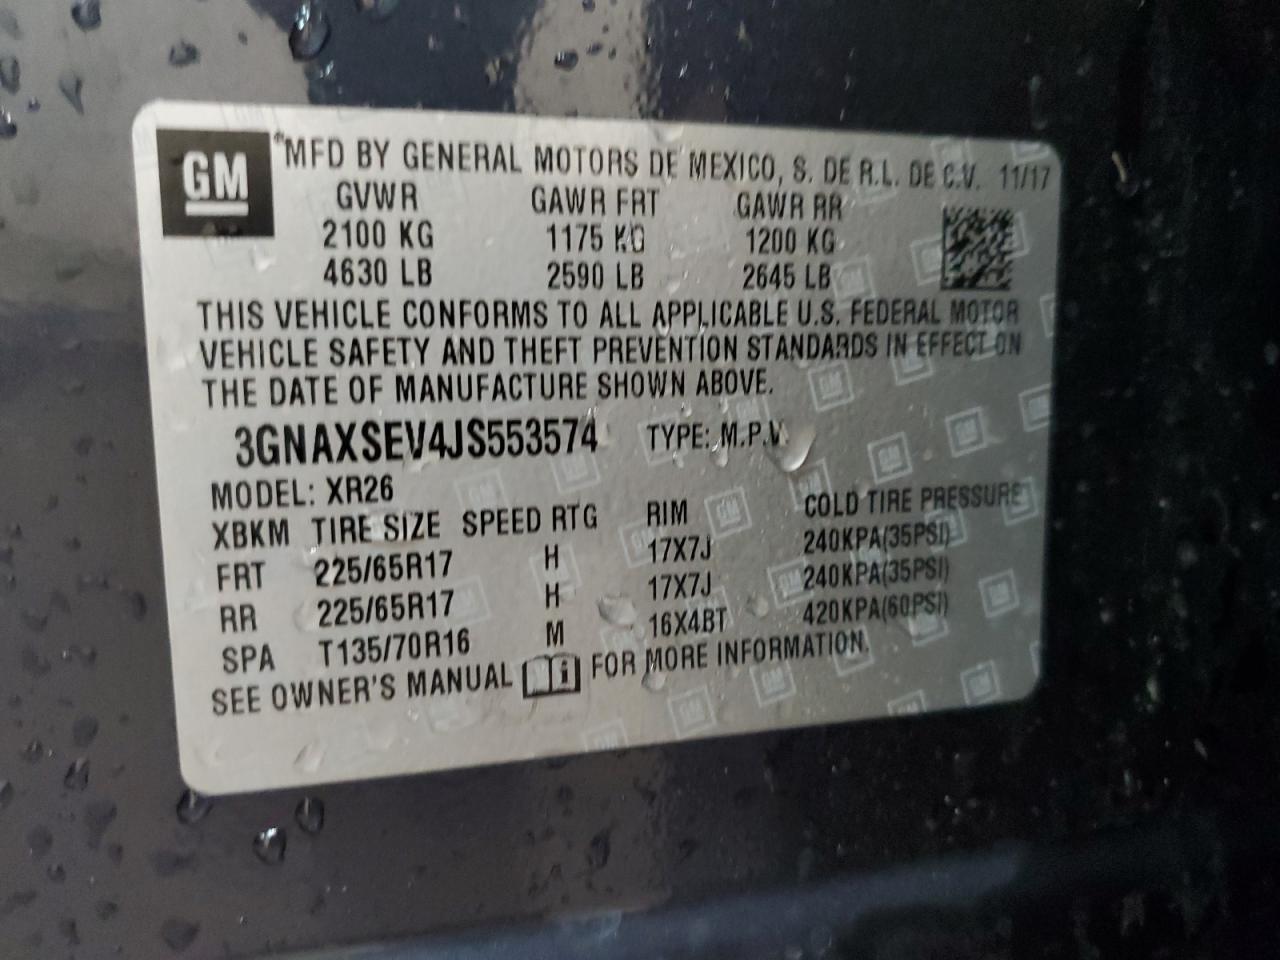 GM
*MFD BY GENERAL MOTORS DE MEXICO, S. DE R.L. DE C.V. 11/17
GVWR GAWR FRT GAWR RR
2100 KG 1175 KG 1200 KG
4630 LB 2590 LB 2645 LB
THIS VEHICLE CONFORMS TO ALL APPLICABLE U.S. FEDERAL MOTOR
VEHICLE SAFETY AND THEFT PREVENTION STANDARDS IN EFFECT ON
THE DATE OF MANUFACTURE SHOWN ABOVE.
3GNAXSEV4JS553574 TYPE: M.P.V.
MODEL: XR26
XBKM TIRE SIZE SPEED RTG RIM COLD TIRE PRESSURE
FRT 225/65R17 H 17X7J 240KPA(35PSI)
RR 225/65R17 H 17X7J 240KPA(35PSI)
SPA T135/70R16 M 16X4BT 420KPA(60PSI)
SEE OWNER'S MANUAL FOR MORE INFORMATION.